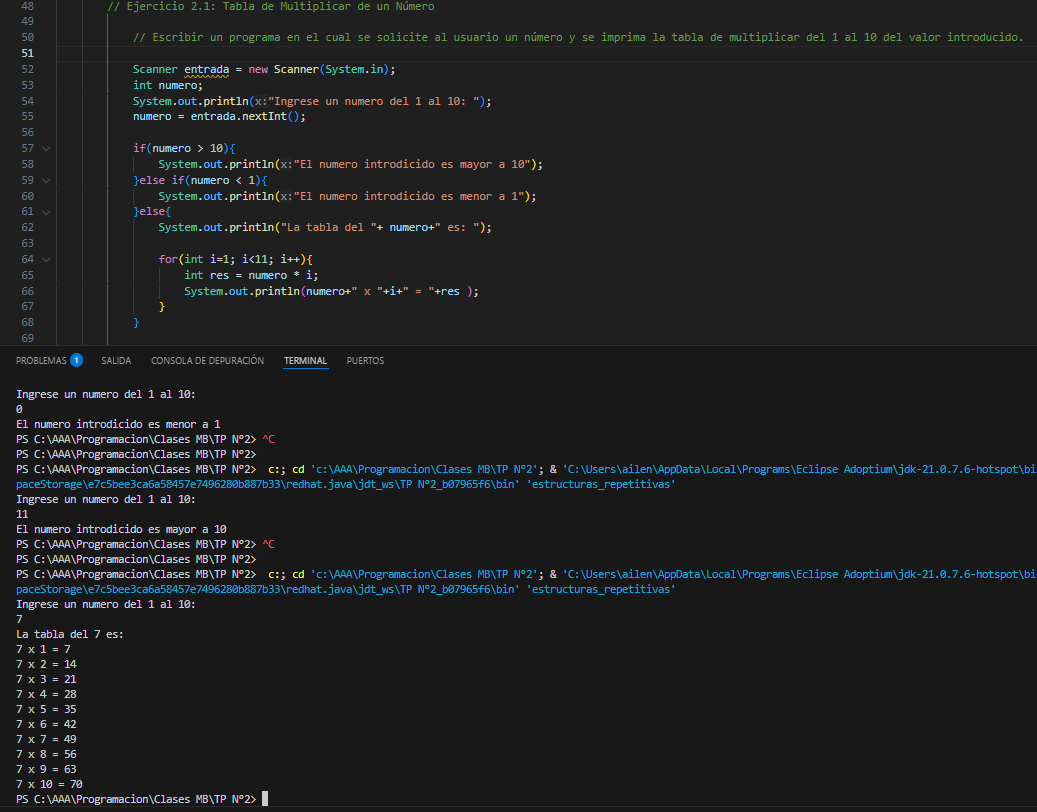 48 // Ejercicio 2.1: Tabla de Multiplicar de un Número
49
50 // Escribir un programa en el cual se solicite al usuario un número y se imprima la tabla de multiplicar del 1 al 10 del valor introducido.
51
52 Scanner entrada = new Scanner(System.in);
53 int numero;
54 System.out.println(x:"Ingrese un numero del 1 al 10: ");
55 numero = entrada.nextInt();
56
57 if(numero > 10){
58 System.out.println(x:"El numero introdicido es mayor a 10");
59 }else if(numero < 1){
60 System.out.println(x:"El numero introdicido es menor a 1");
61 }else{
62 System.out.println("La tabla del "+ numero+" es: ");
63
64 for(int i=1; i<11; i++){
65 int res = numero * i;
66 System.out.println(numero+" x "+i+" = "+res );
67 }
68 }
69
PROBLEMAS 1 SALIDA CONSOLA DE DEPURACIÓN TERMINAL PUERTOS
Ingrese un numero del 1 al 10:
0
El numero introdicido es menor a 1
PS C:\AAA\Programacion\Clases MB\TP Nº2> ^C
PS C:\AAA\Programacion\Clases MB\TP Nº2>
PS C:\AAA\Programacion\Clases MB\TP Nº2>  c:; cd 'c:\AAA\Programacion\Clases MB\TP Nº2'; & 'C:\Users\ailen\AppData\Local\Programs\Eclipse Adoptium\jdk-21.0.7.6-hotspot\bi
paceStorage\e7c5bee3ca6a58457e7496280b887b33\redhat.java\jdt_ws\TP Nº2_b07965f6\bin' 'estructuras_repetitivas'
Ingrese un numero del 1 al 10:
11
El numero introdicido es mayor a 10
PS C:\AAA\Programacion\Clases MB\TP Nº2> ^C
PS C:\AAA\Programacion\Clases MB\TP Nº2>
PS C:\AAA\Programacion\Clases MB\TP Nº2>  c:; cd 'c:\AAA\Programacion\Clases MB\TP Nº2'; & 'C:\Users\ailen\AppData\Local\Programs\Eclipse Adoptium\jdk-21.0.7.6-hotspot\bi
paceStorage\e7c5bee3ca6a58457e7496280b887b33\redhat.java\jdt_ws\TP Nº2_b07965f6\bin' 'estructuras_repetitivas'
Ingrese un numero del 1 al 10:
7
La tabla del 7 es:
7 x 1 = 7
7 x 2 = 14
7 x 3 = 21
7 x 4 = 28
7 x 5 = 35
7 x 6 = 42
7 x 7 = 49
7 x 8 = 56
7 x 9 = 63
7 x 10 = 70
PS C:\AAA\Programacion\Clases MB\TP Nº2>